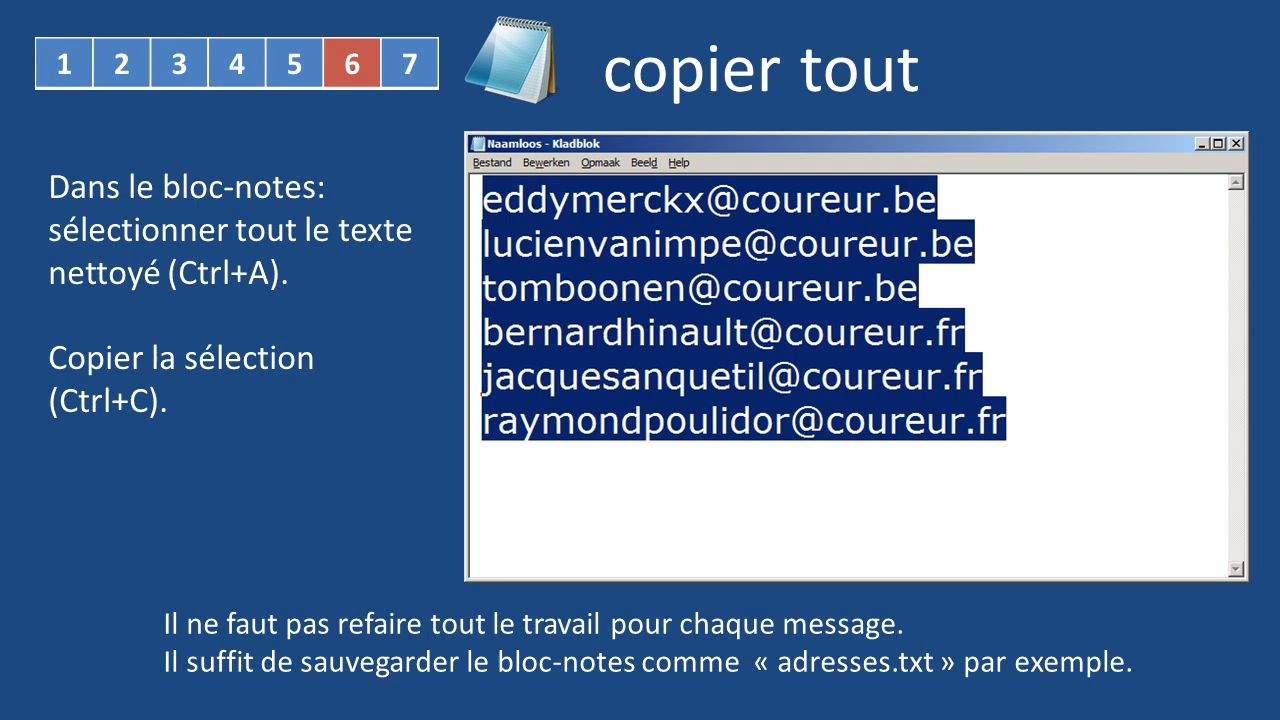 1 2 3 4 5 6 7
copier tout
Dans le bloc-notes:
sélectionner tout le texte
nettoyé (Ctrl+A).
Copier la sélection
(Ctrl+C).
Naamloos - Kladblok
Bestand Bewerken Opmaak Beeld Help
eddymerckx@coureur.be
lucienvanimpe@coureur.be
tomboonen@coureur.be
bernardhinault@coureur.fr
jacquesanquetil@coureur.fr
raymondpoulidor@coureur.fr
Il ne faut pas refaire tout le travail pour chaque message.
Il suffit de sauvegarder le bloc-notes comme « adresses.txt » par exemple.